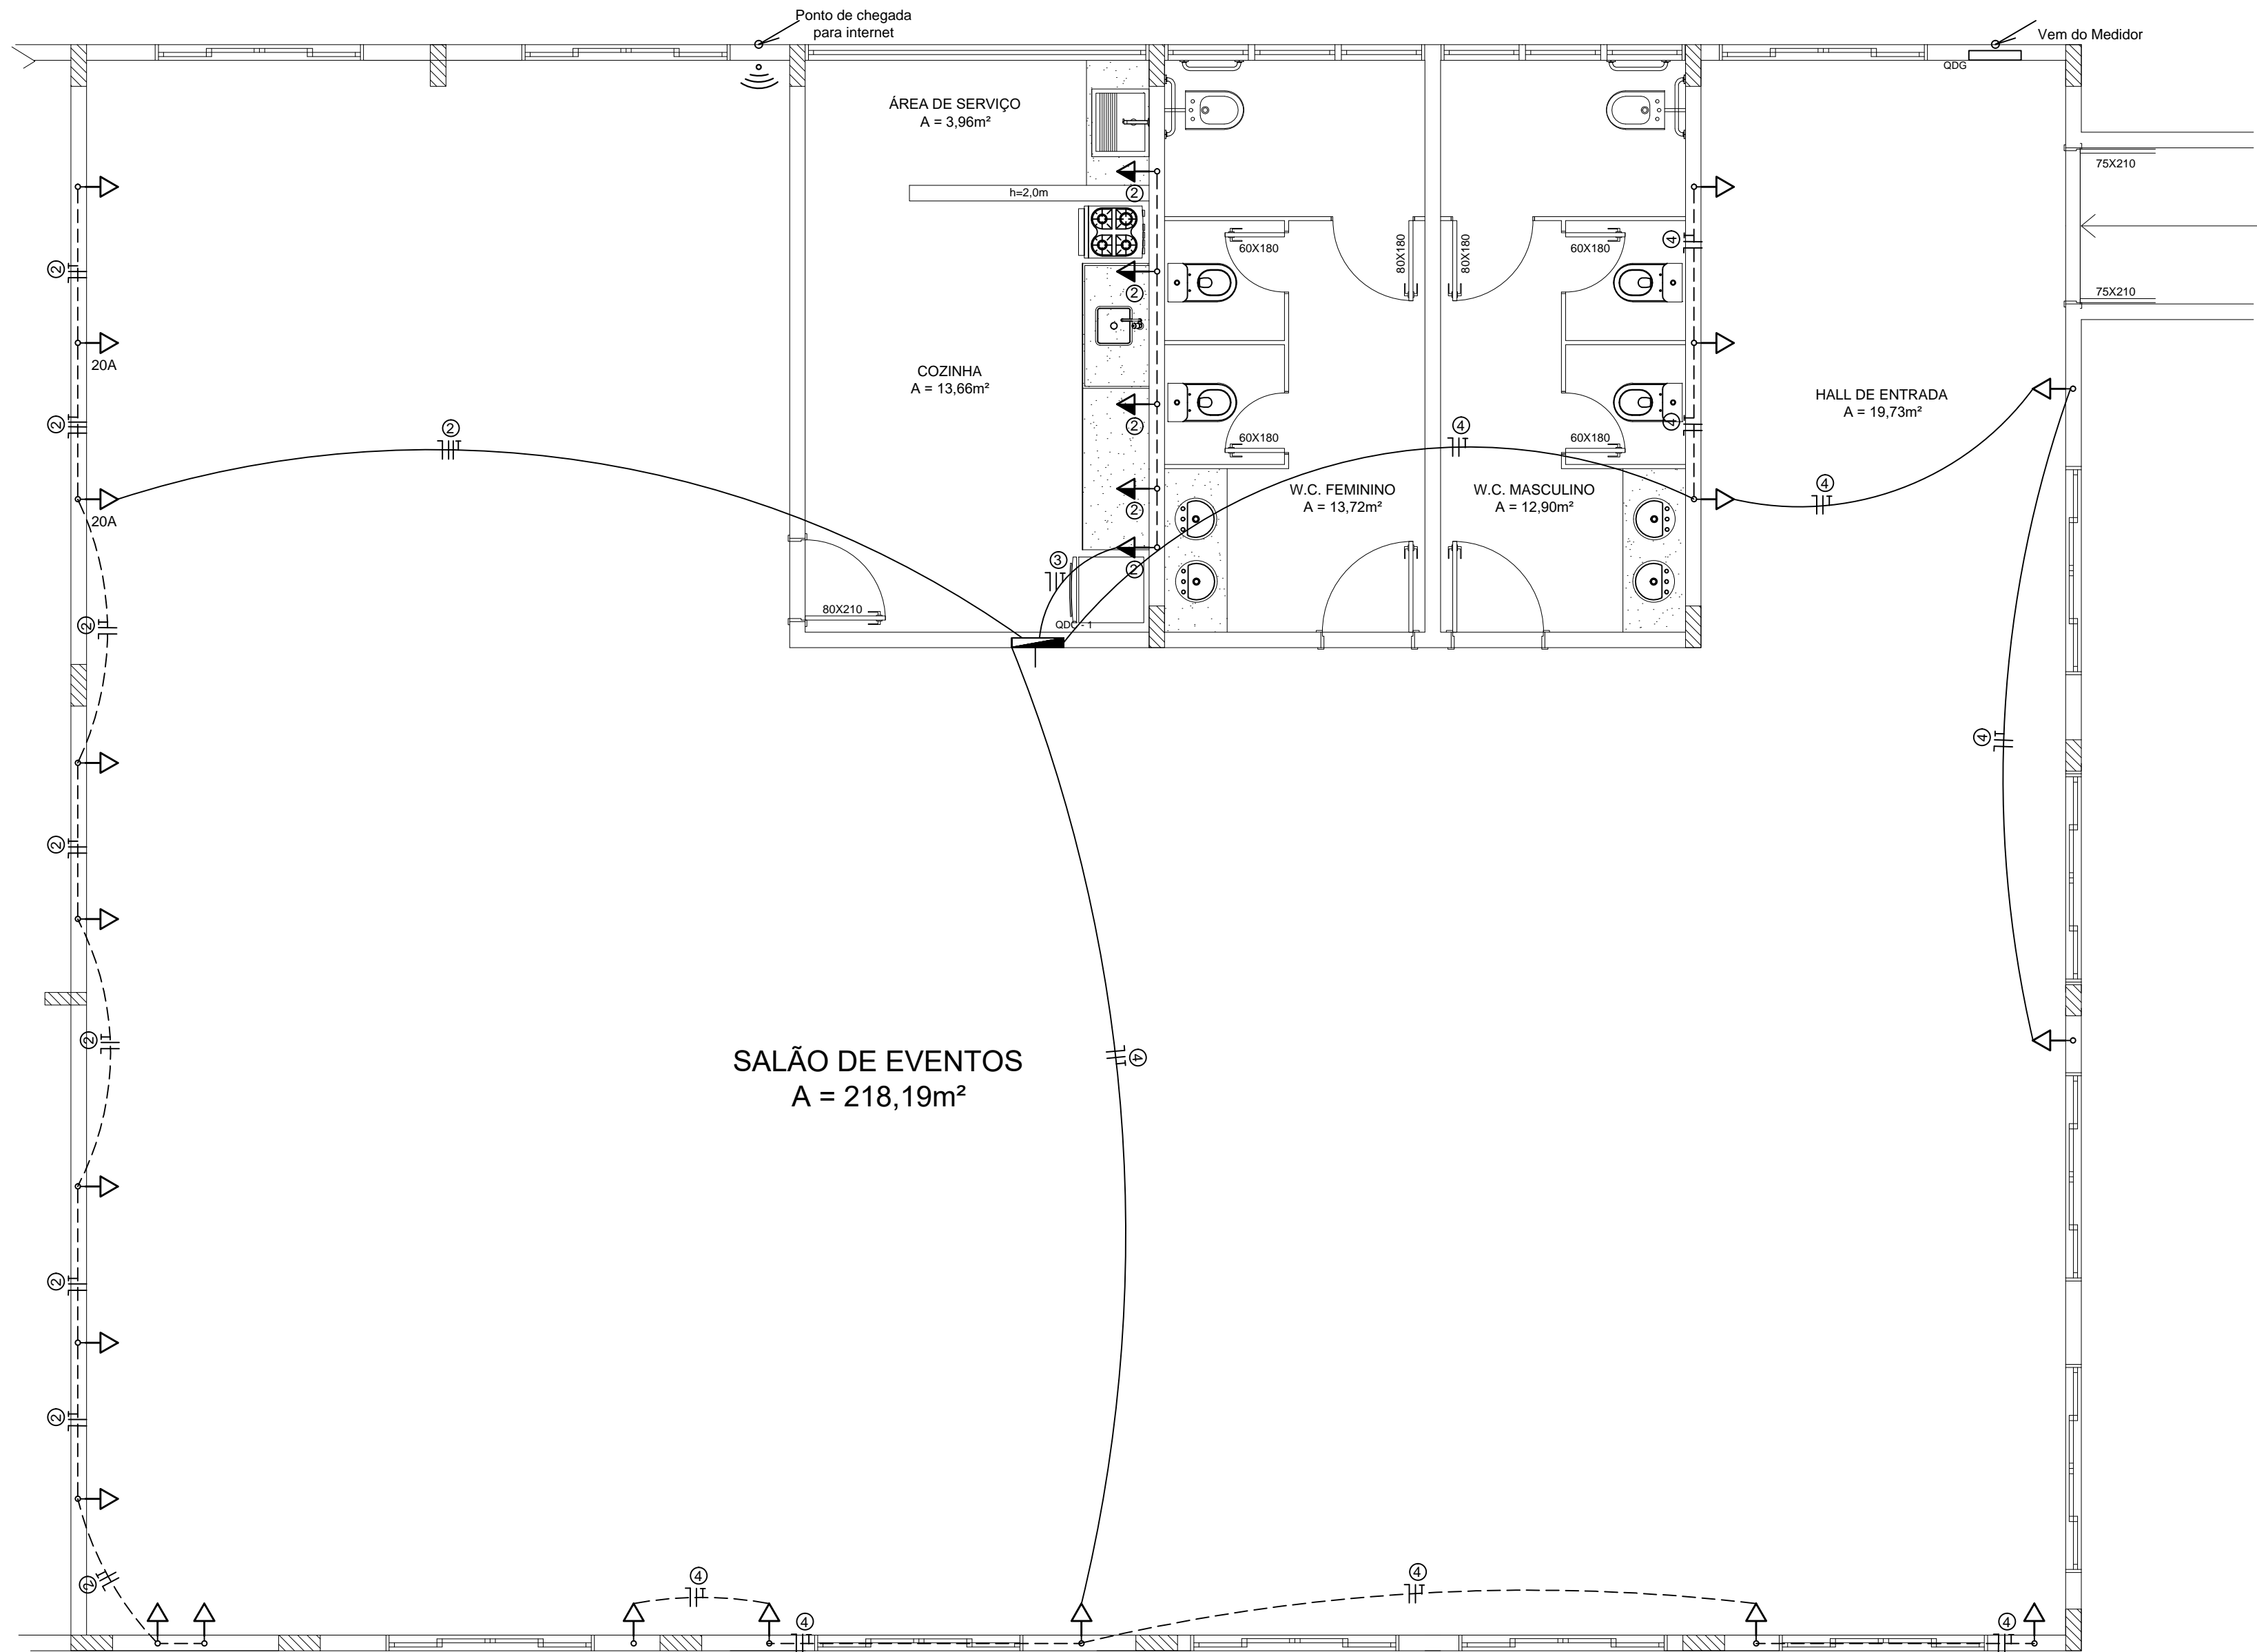 Ponto de chegada
para internet
Vem do Medidor
QDG
ÁREA DE SERVIÇO
A = 3,96m²
75X210
h=2,0m
2
60X180
80X180
80X180
60X180
4
2
2
75X210
20A
COZINHA
A = 13,66m²
HALL DE ENTRADA
A = 19,73m²
2
2
2
4
4
60X180
60X180
W.C. FEMININO
A = 13,72m²
W.C. MASCULINO
A = 12,90m²
4
2
20A
3
2
80X210
QDC - 1
2
4
2
2
SALÃO DE EVENTOS
A = 218,19m²
4
2
2
2
4
4
4
4